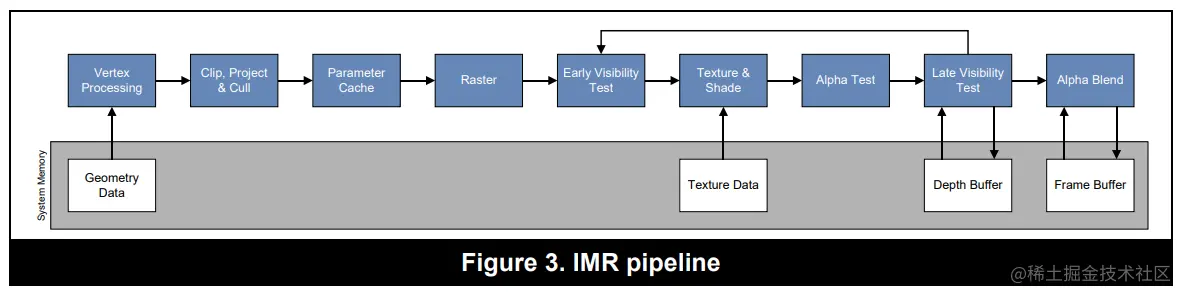 Vertex
Processing
Clip, Project
& Cull
Parameter
Cache
Raster
Early Visibility
Test
Texture &
Shade
Alpha Test
Late Visibility
Test
Alpha Blend
System Memory
Geometry
Data
Texture Data
Depth Buffer
Frame Buffer
Figure 3. IMR pipeline
@稀土掘金技术社区